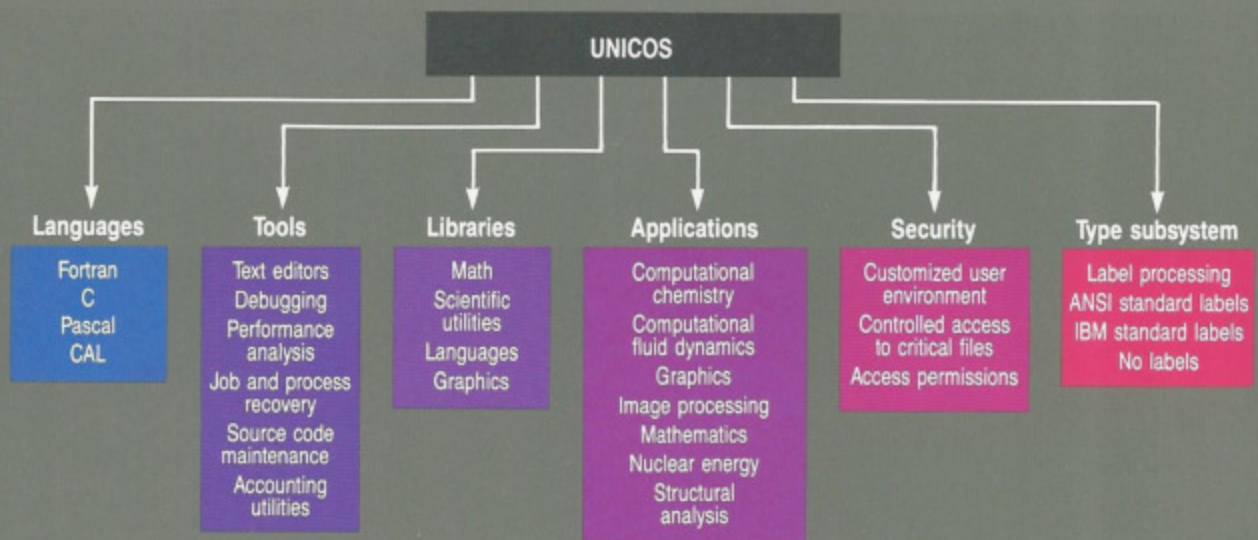 UNICOS
Languages
Fortran
C
Pascal
CAL
Tools
Text editors
Debugging
Performance
analysis
Job and process
recovery
Source code
maintenance
Accounting
utilities
Libraries
Math
Scientific
utilities
Languages
Graphics
Applications
Computational
chemistry
Computational
fluid dynamics
Graphics
Image processing
Mathematics
Nuclear energy
Structural
analysis
Security
Customized user
environment
Controlled access
to critical files
Access permissions
Type subsystem
Label processing
ANSI standard labels
IBM standard labels
No labels